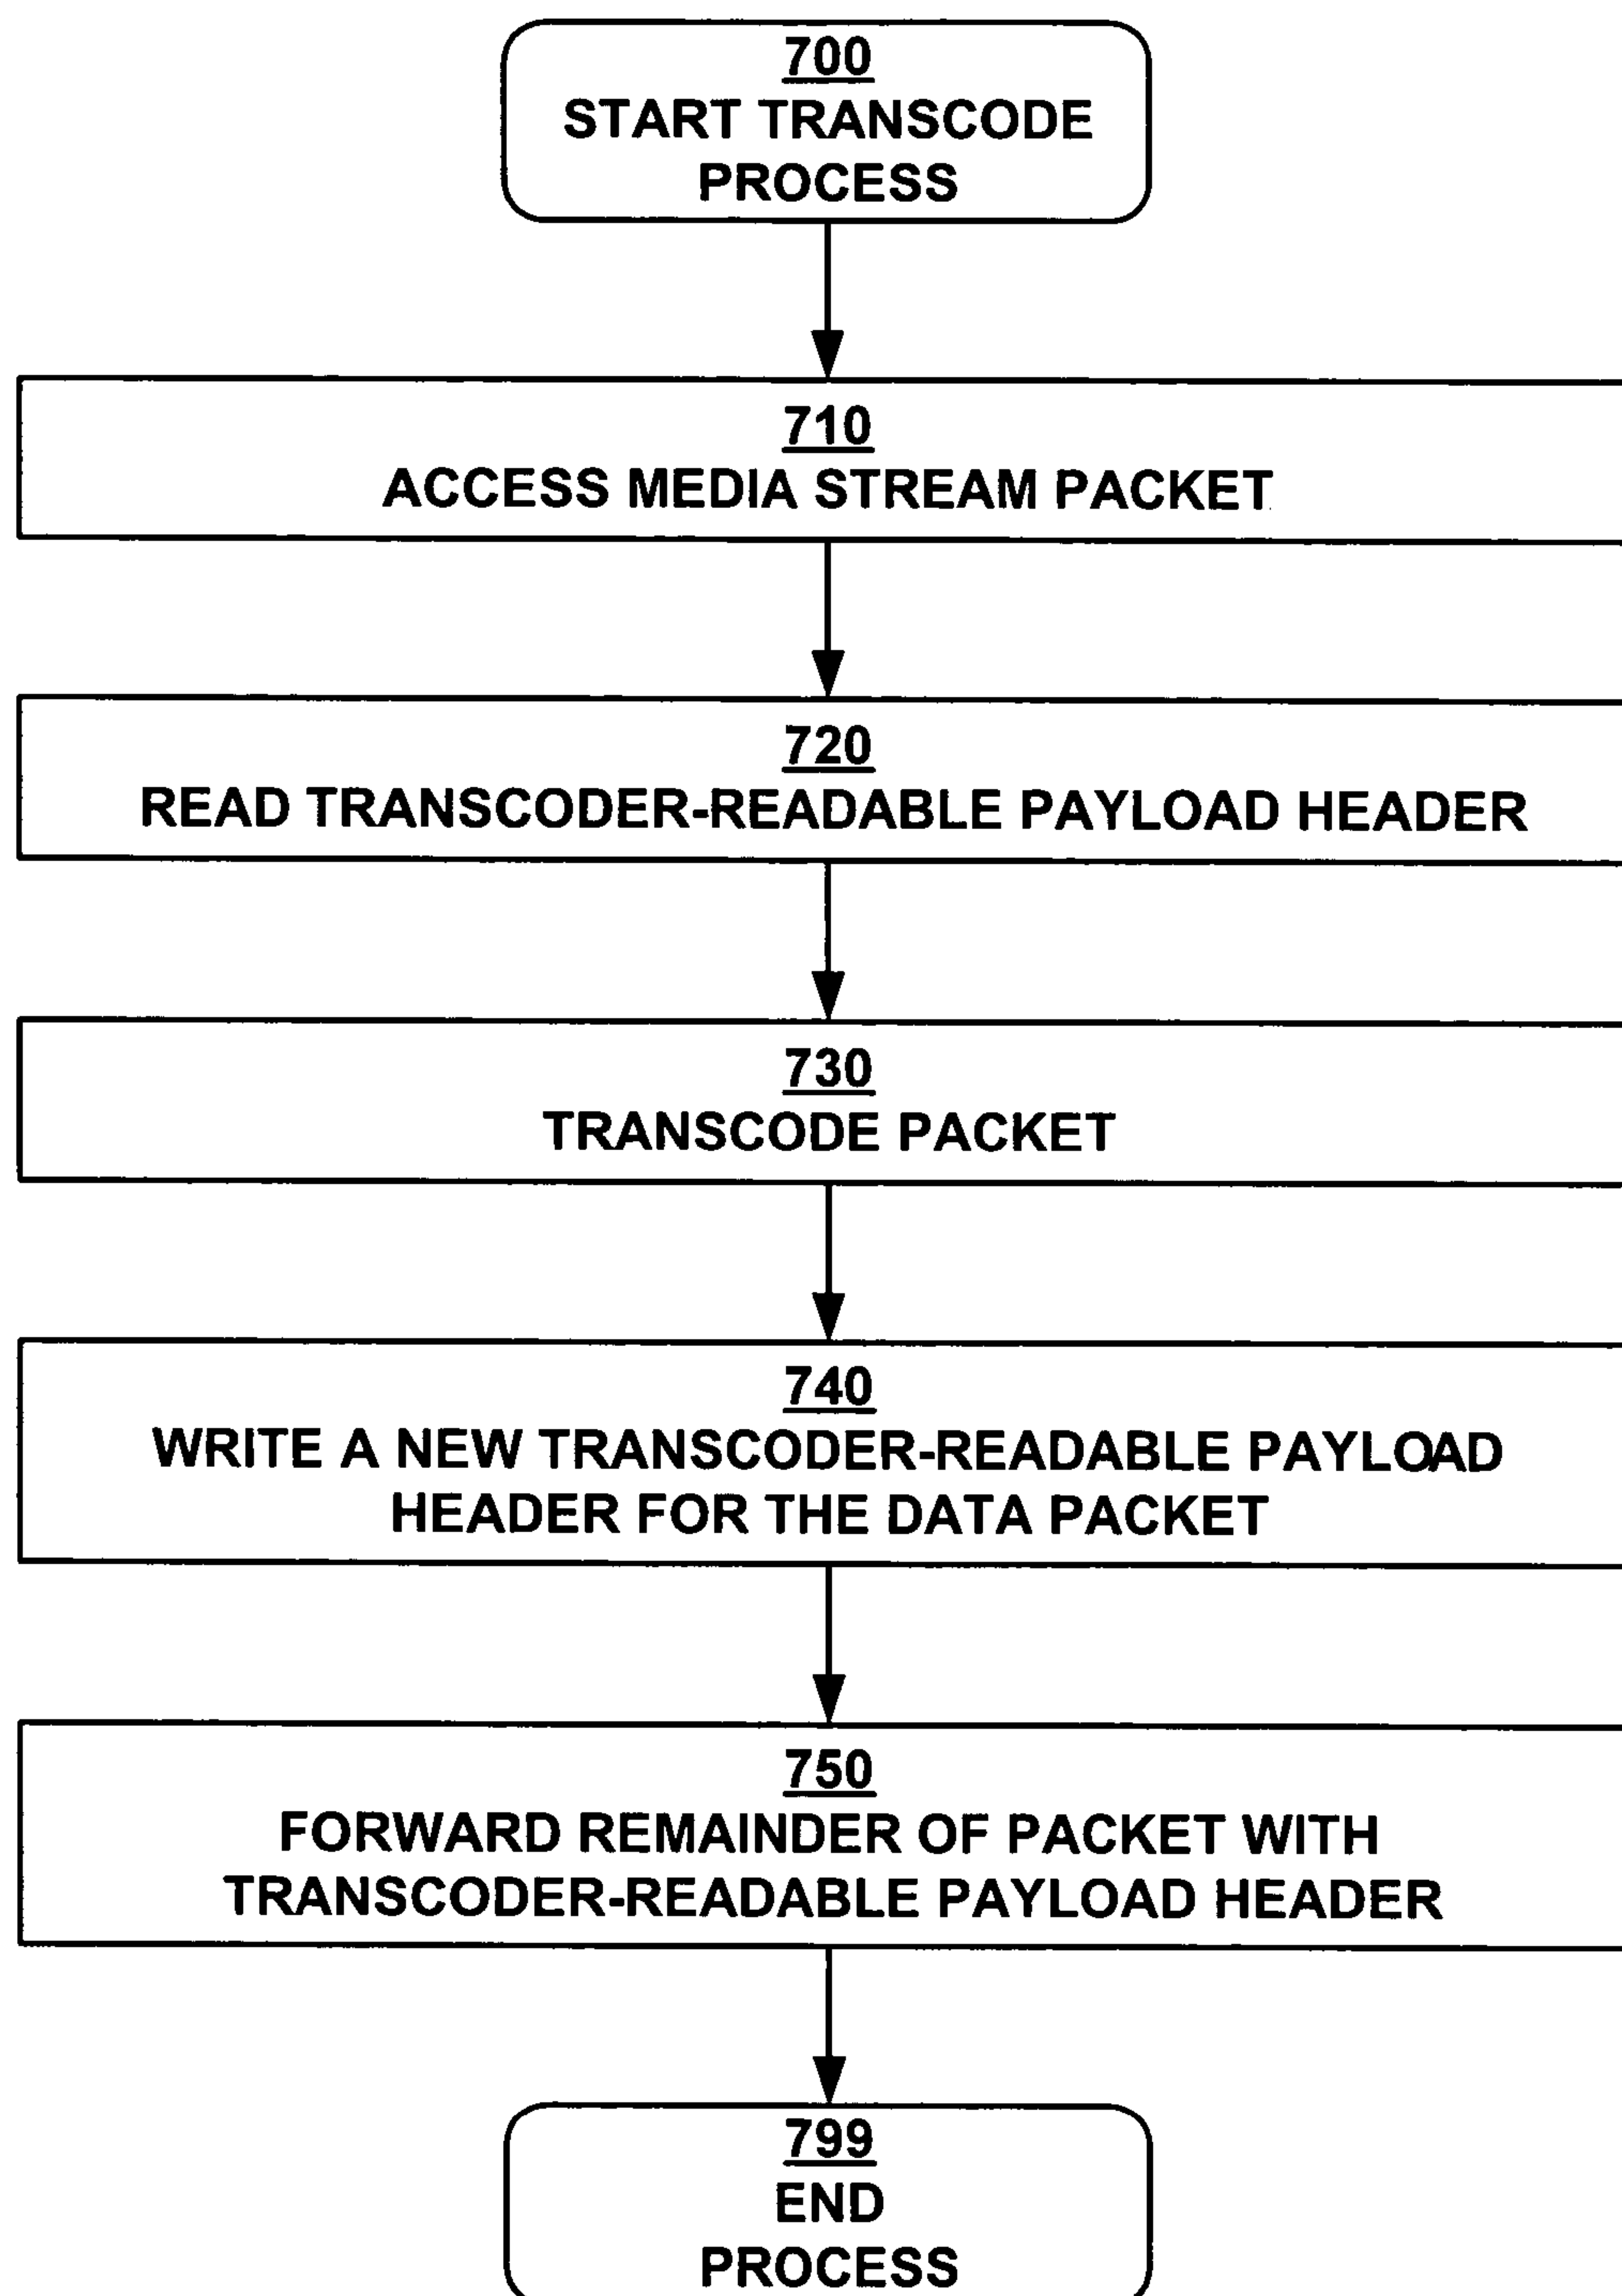 700
START TRANSCODE
PROCESS
710
ACCESS MEDIA STREAM PACKET
720
READ TRANSCODER-READABLE PAYLOAD HEADER
730
TRANSCODE PACKET
740
WRITE A NEW TRANSCODER-READABLE PAYLOAD
HEADER FOR THE DATA PACKET
750
FORWARD REMAINDER OF PACKET WITH
TRANSCODER-READABLE PAYLOAD HEADER
799
END
PROCESS